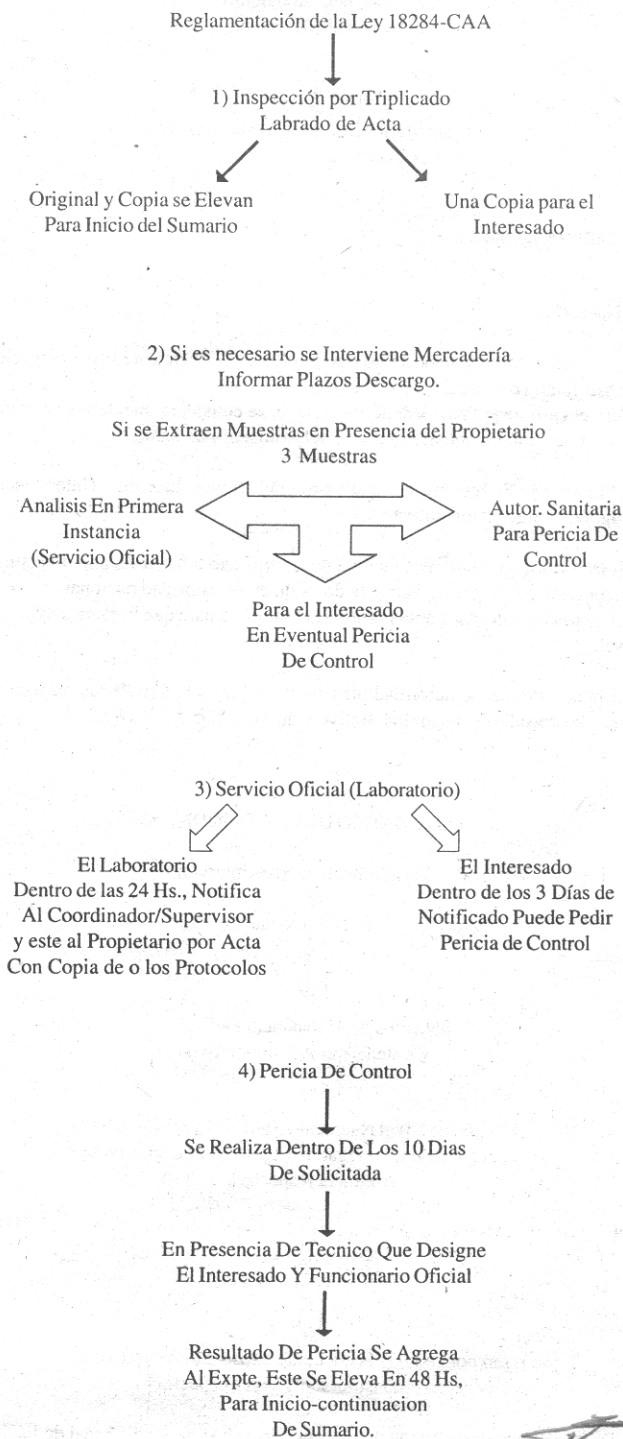 Reglamentación de la Ley 18284-CAA
1) Inspección por Triplicado
Labrado de Acta
Original y Copia se Elevan
Para Inicio del Sumario
Una Copia para el
Interesado
2) Si es necesario se Interviene Mercadería
Informar Plazos Descargo.
Si se Extraen Muestras en Presencia del Propietario
3 Muestras
Analisis En Primera
Instancia
(Servicio Oficial)
Autor. Sanitaria
Para Pericia De
Control
Para el Interesado
En Eventual Pericia
De Control
3) Servicio Oficial (Laboratorio)
El Laboratorio
Dentro de las 24 Hs., Notifica
Al Coordinador/Supervisor
y este al Propietario por Acta
Con Copia de o los Protocolos
El Interesado
Dentro de los 3 Días de
Notificado Puede Pedir
Pericia de Control
4) Pericia De Control
Se Realiza Dentro De Los 10 Dias
De Solicitada
En Presencia De Tecnico Que Designe
El Interesado Y Funcionario Oficial
Resultado De Pericia Se Agrega
Al Expte, Este Se Eleva En 48 Hs,
Para Inicio-continuacion
De Sumario.